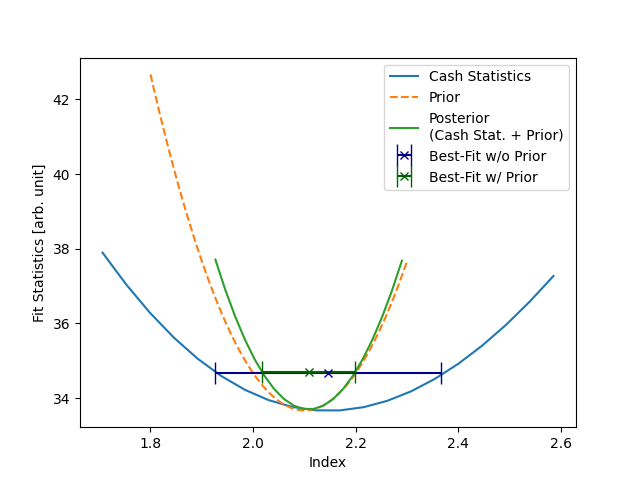 Cash Statistics
Prior
Posterior
(Cash Stat. + Prior)
Best-Fit w/o Prior
Best-Fit w/ Prior
Fit Statistics [arb. unit]
42
40
38
36
34
1.8 2.0 2.2 2.4 2.6
Index